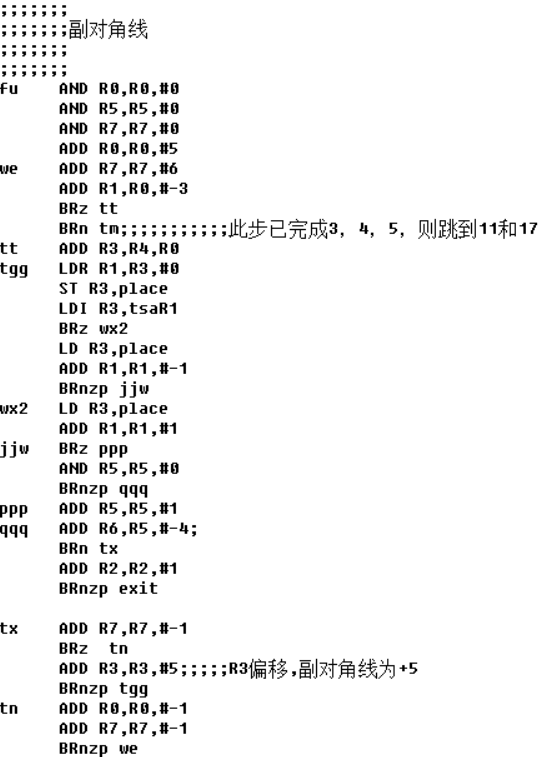 ;;;;;;;
;;;;;;;副对角线
;;;;;;;
;;;;;;;
fu AND R0,R0,#0
AND R5,R5,#0
AND R7,R7,#0
ADD R0,R0,#5
we ADD R7,R7,#6
ADD R1,R0,#-3
BRz tt
BRn tm;;;;;;;;;;;此步已完成3, 4, 5, 则跳到11和17
tt ADD R3,R4,R0
tgg LDR R1,R3,#0
ST R3,place
LDI R3,tsaR1
BRz wx2
LD R3,place
ADD R1,R1,#-1
BRnzp jjw
wx2 LD R3,place
ADD R1,R1,#1
jjw BRz ppp
AND R5,R5,#0
BRnzp qqq
ppp ADD R5,R5,#1
qqq ADD R6,R5,#-4;
BRn tx
ADD R2,R2,#1
BRnzp exit
tx ADD R7,R7,#-1
BRz tn
ADD R3,R3,#5;;;;;R3偏移,副对角线为+5
BRnzp tgg
tn ADD R0,R0,#-1
ADD R7,R7,#-1
BRnzp we